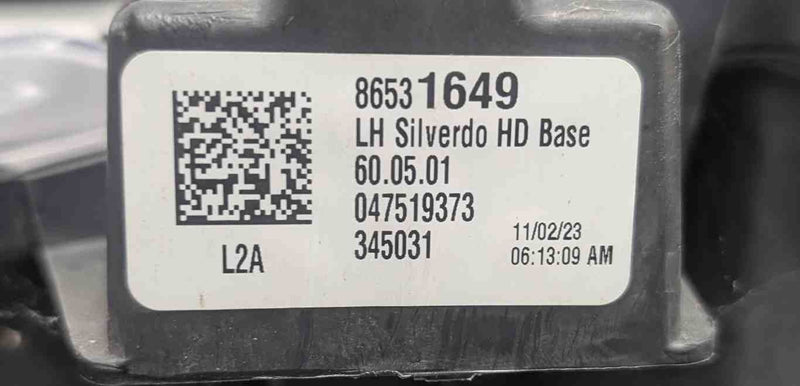 86531649
LH Silverdo HD Base
60.05.01
047519373
345031
11/02/23
06:13:09 AM
L2A